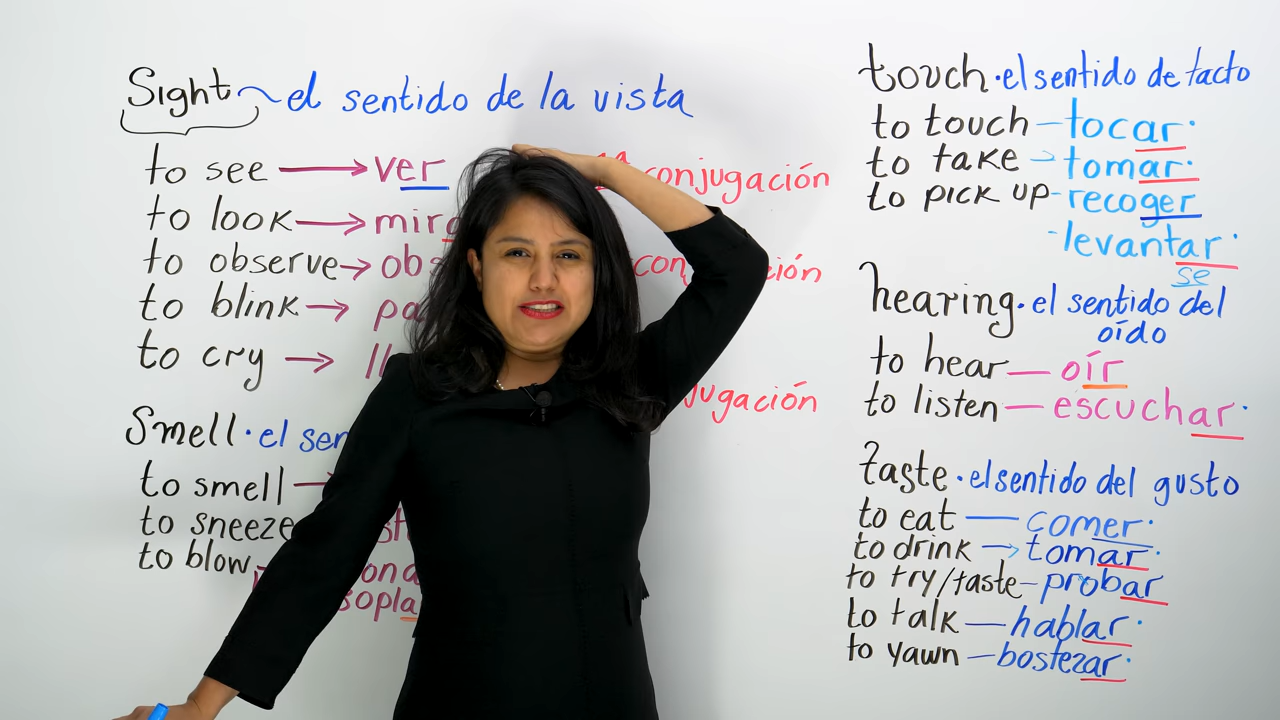 Sight ~ el sentido de la vista
to see → ver
to look → mir
to observe → obs
to blink → pa
to cry → ll
conjugación
Smell · el sen
to smell
to sneeze
to blow
sopla
touch · el sentido de tacto
to touch – tocar.
to take → tomar.
to pick up – recoger
- levantar.
se
hearing. el sentido del
oído
to hear — oír
to listen — escuchar.
taste · el sentido del gusto
to eat — comer.
to drink → tomar.
to try/taste – probar
to talk — hablar.
to yawn – bostezar.